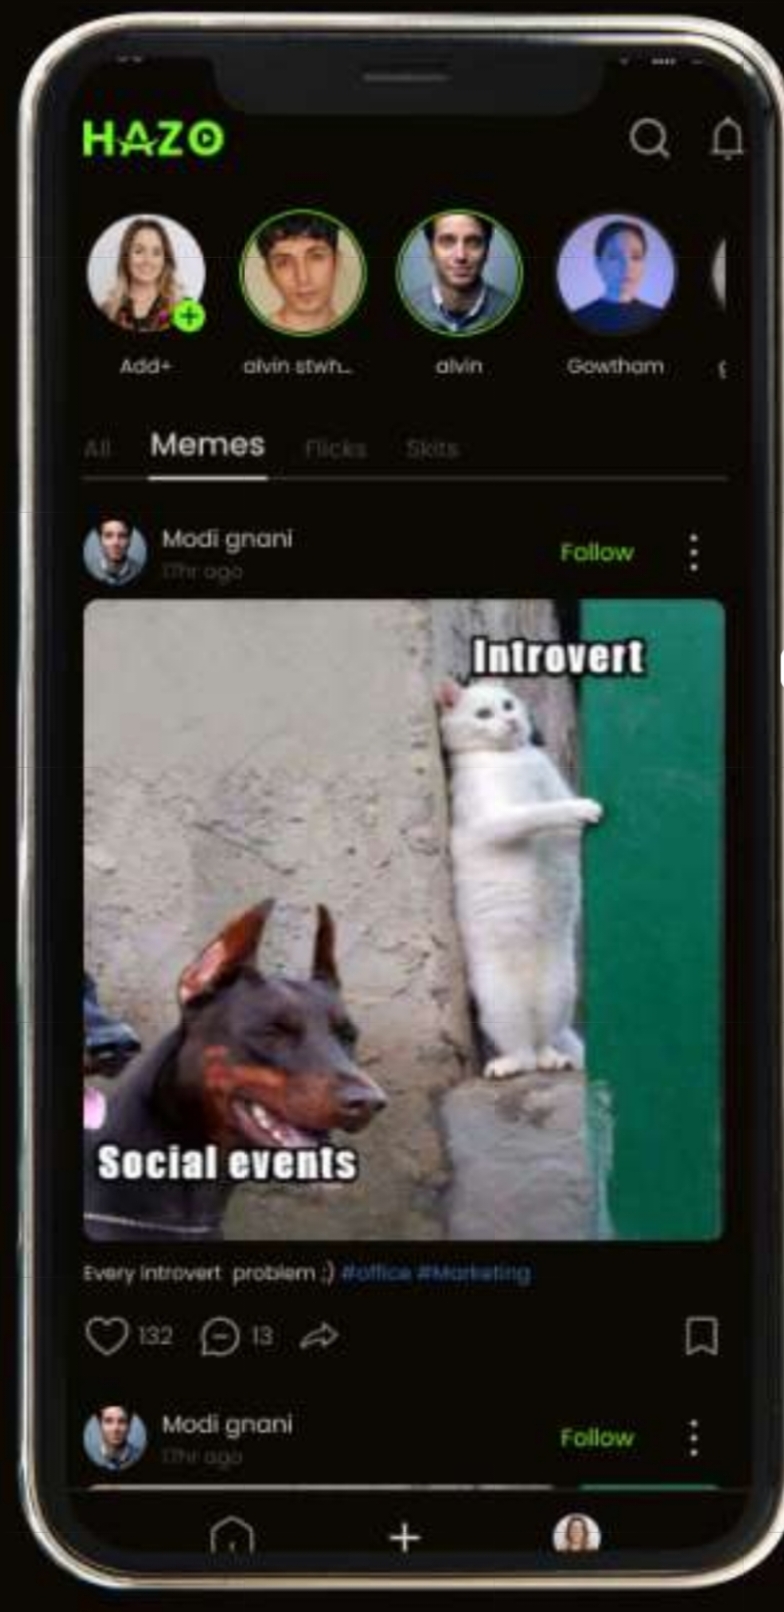 HAZO
Add+
alvin stwh...
alvin
Gowtham
All
Memes
Flicks
Skits
Modi gnani
17hr ago
Follow
Introvert
Social events
Every introvert problem ;) #office #Marketing
132
13
Modi gnani
17hr ago
Follow